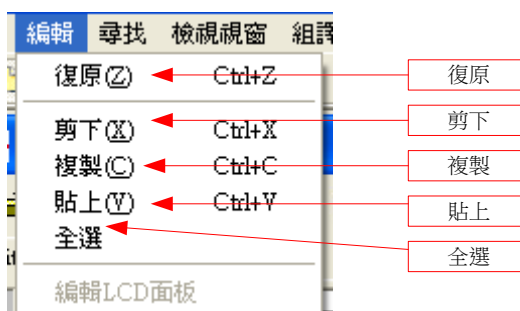 編輯 尋找 檢視視窗 組譯
復原(Z) Ctrl+Z 復原
剪下(X) Ctrl+X 剪下
複製(C) Ctrl+C 複製
貼上(V) Ctrl+V 貼上
全選 全選
編輯LCD面板